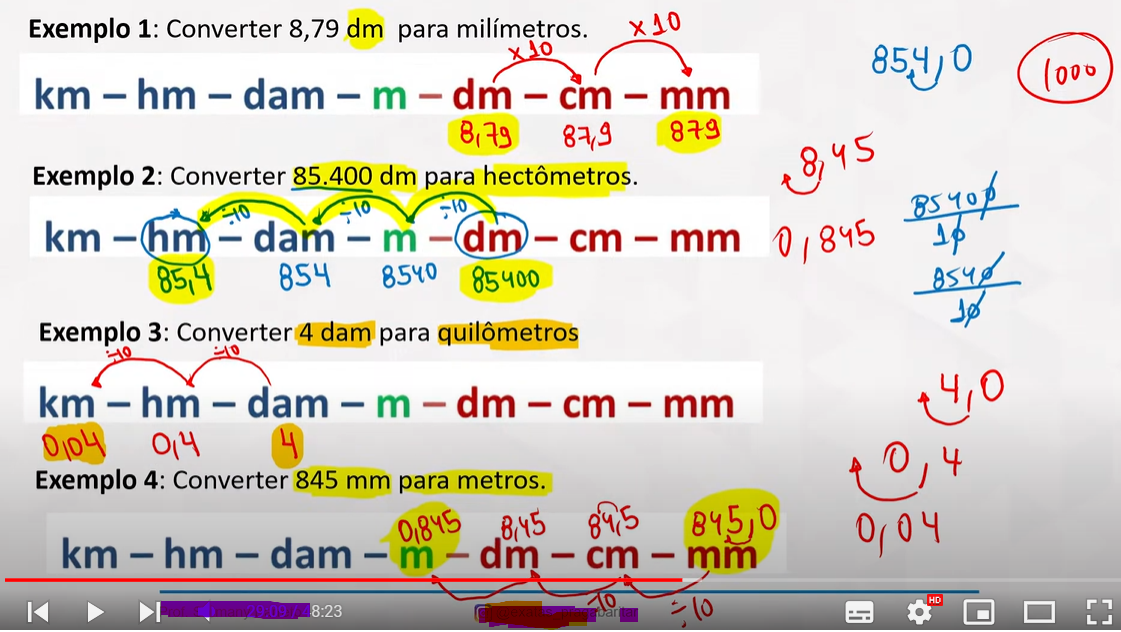 Exemplo 1: Converter 8,79 dm para milímetros.
×10 ×10
km – hm – dam – m – dm – cm – mm
8,79 87,9 879
854,0
1000
Exemplo 2: Converter 85.400 dm para hectômetros.
÷10 ÷10 ÷10
km – hm – dam – m – dm – cm – mm
85,4 854 8540 85400
8,45
0,845
85400
10
8540
10
Exemplo 3: Converter 4 dam para quilômetros
÷10 ÷10
km – hm – dam – m – dm – cm – mm
0,04 0,4 4
4,0
0,4
0,04
Exemplo 4: Converter 845 mm para metros.
0,845 8,45 84,5 845,0
km – hm – dam – m – dm – cm – mm
÷10 ÷10
29:09 / 48:23
HD